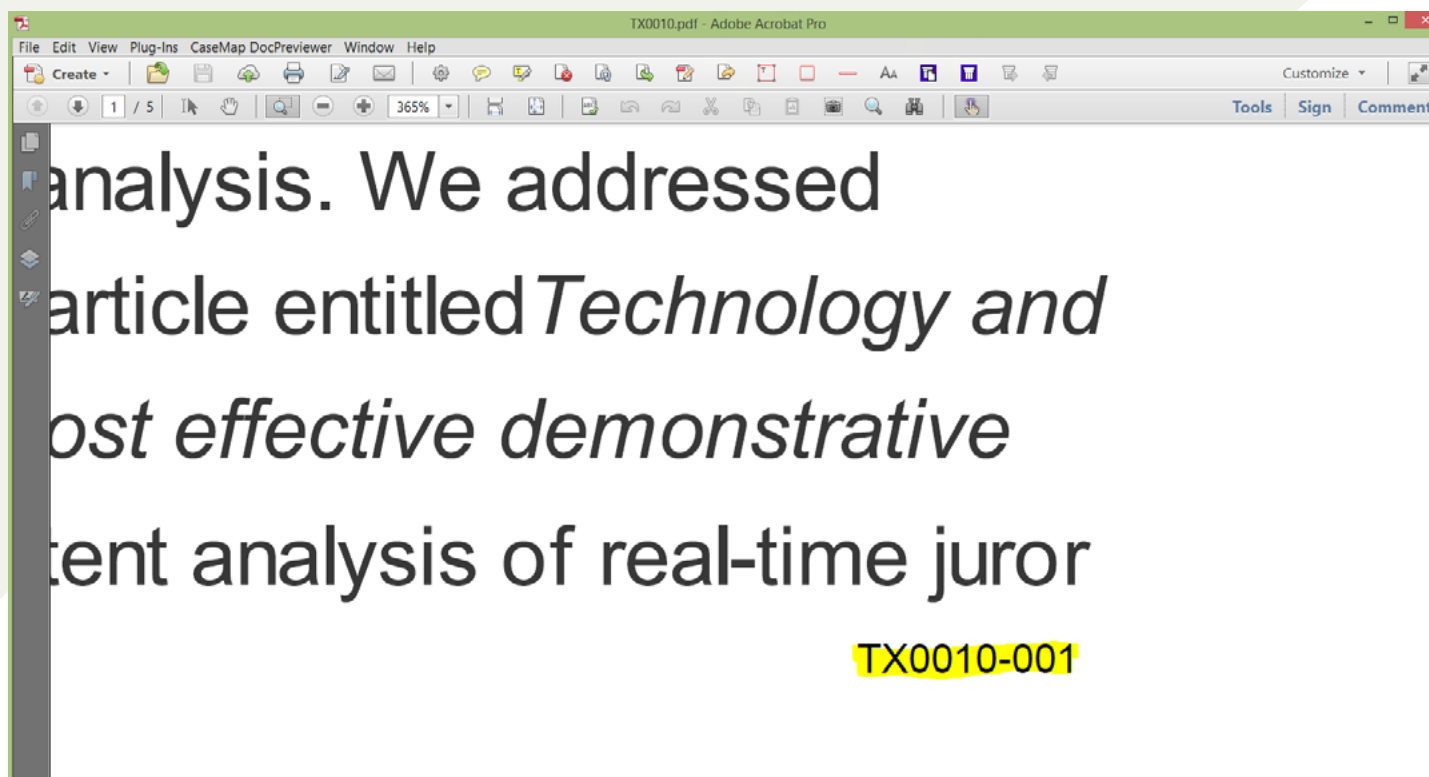 TX0010.pdf - Adobe Acrobat Pro
File Edit View Plug-Ins CaseMap DocPreviewer Window Help
Create Customize
1 / 5 365% Tools Sign Comment
analysis. We addressed
article entitled Technology and
ost effective demonstrative
tent analysis of real-time juror
TX0010-001